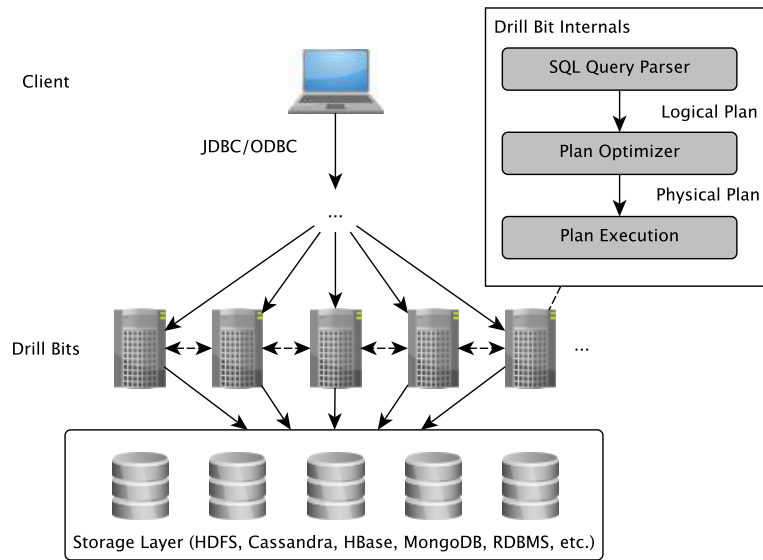 Drill Bit Internals
SQL Query Parser
Client
Logical Plan
JDBC/ODBC
Plan Optimizer
Physical Plan
...
Plan Execution
Drill Bits
...
Storage Layer (HDFS, Cassandra, HBase, MongoDB, RDBMS, etc.)